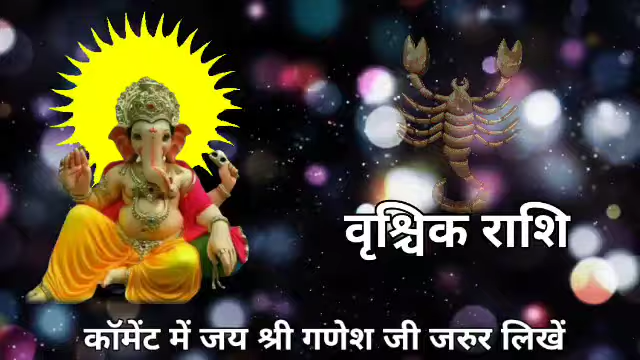 वृश्चिक राशि
कॉमेंट में जय श्री गणेश जी जरुर लिखें